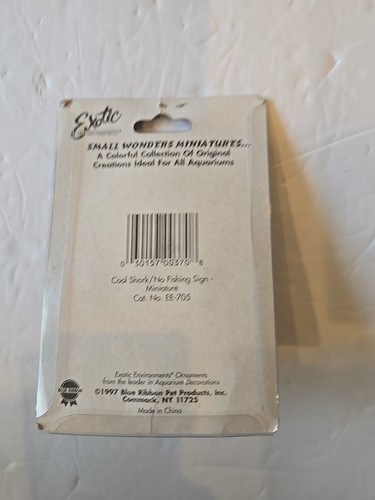 Exotic
SMALL WONDERS MINIATURES...
A Colorful Collection Of Original
Creations Ideal For All Aquariums
0 30157 00370 8
Cool Shark/No Fishing Sign -
Miniature
Cat. No. EE-705
Exotic Environments® Ornaments
from the leader in Aquarium Decorations
BLUE RIBBON
©1997 Blue Ribbon Pet Products, Inc.
Commack, NY 11725
Made in China